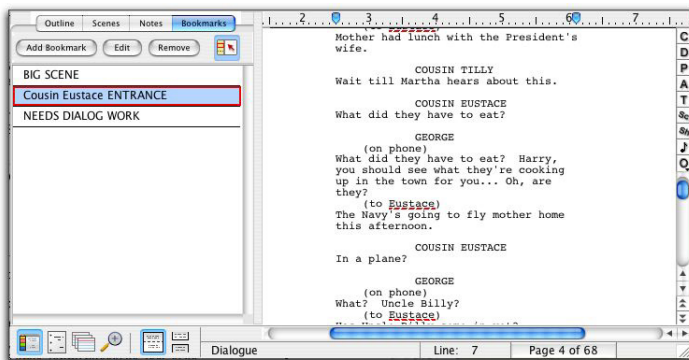 Outline Scenes Notes Bookmarks
Add Bookmark Edit Remove
BIG SCENE
Cousin Eustace ENTRANCE
NEEDS DIALOG WORK
2 3 4 5 6 7
Mother had lunch with the President's
wife.
COUSIN TILLY
Wait till Martha hears about this.
COUSIN EUSTACE
What did they have to eat?
GEORGE
(on phone)
What did they have to eat? Harry,
you should see what they're cooking
up in the town for you... Oh, are
they?
(to Eustace)
The Navy's going to fly mother home
this afternoon.
COUSIN EUSTACE
In a plane?
GEORGE
(on phone)
What? Uncle Billy?
(to Eustace)
C
D
P
A
T
Sc
Sh
Dialogue Line: 7 Page 4 of 68